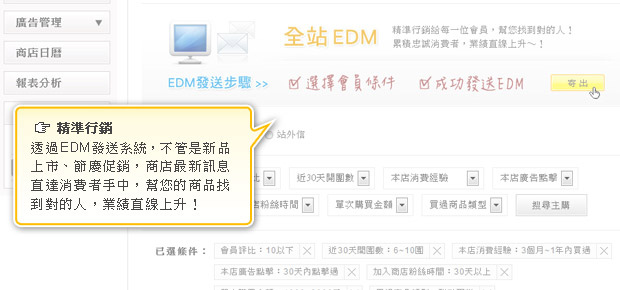 廣告管理
商店日曆
報表分析
全站 EDM
精準行銷給每一位會員，幫您找到對的人！
累積忠誠消費者，業績直線上升～！
EDM發送步驟 >>
選擇會員條件
成功發送EDM
寄出
精準行銷
透過EDM發送系統，不管是新品
上市、節慶促銷，商店最新訊息
直達消費者手中，幫您的商品找
到對的人，業績直線上升！
站外信
比
近30天開團數
本店消費經驗
本店廣告點擊
店粉絲時間
單次購買金額
買過商品類型
搜尋主購
已選條件：
會員評比：10以下
近30天開團數：6~10團
本店消費經驗：3個月~1年內買過
本店廣告點擊：30天內點擊過
加入商店粉絲時間：30天以上